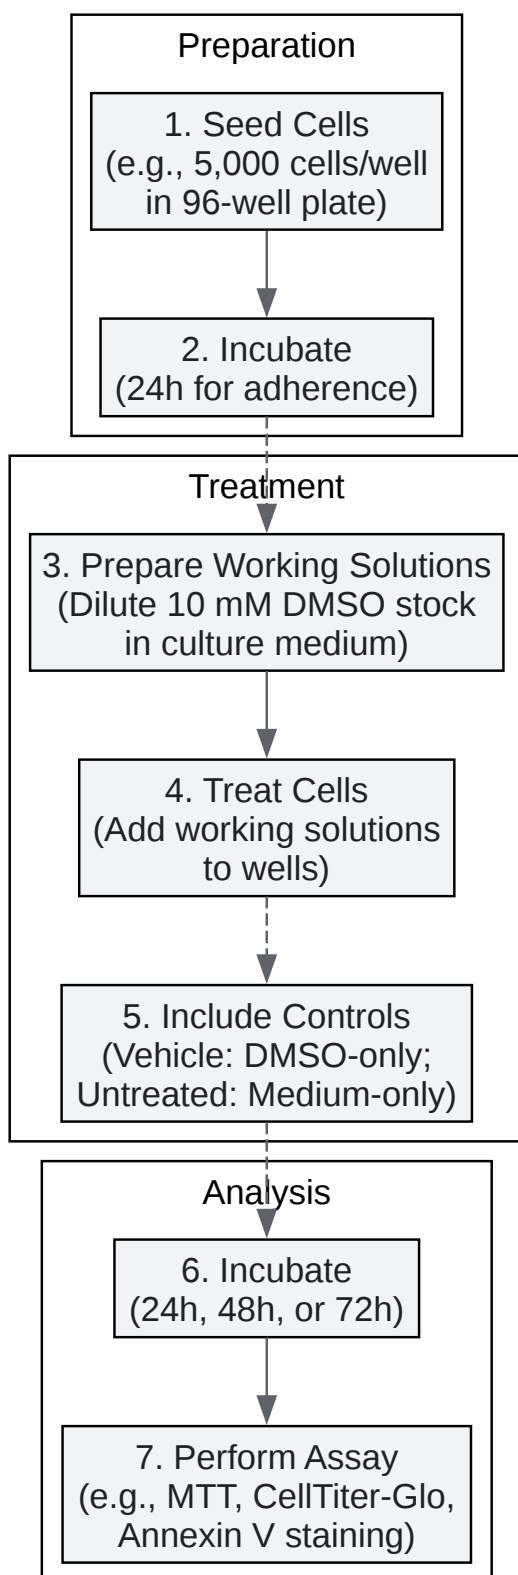 Preparation
1. Seed Cells
(e.g., 5,000 cells/well
in 96-well plate)
2. Incubate
(24h for adherence)
Treatment
3. Prepare Working Solutions
(Dilute 10 mM DMSO stock
in culture medium)
4. Treat Cells
(Add working solutions
to wells)
5. Include Controls
(Vehicle: DMSO-only;
Untreated: Medium-only)
Analysis
6. Incubate
(24h, 48h, or 72h)
7. Perform Assay
(e.g., MTT, CellTiter-Glo,
Annexin V staining)